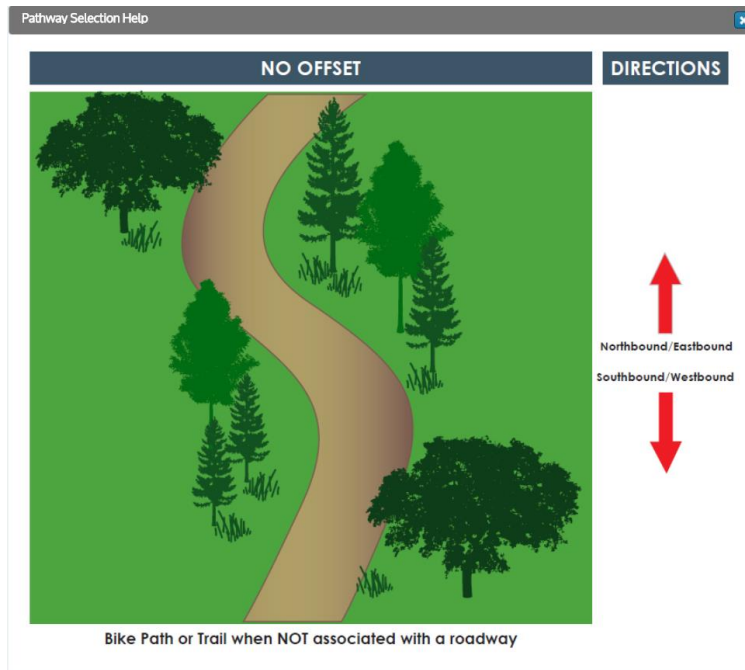 Pathway Selection Help
NO OFFSET
DIRECTIONS
Northbound/Eastbound
Southbound/Westbound
Bike Path or Trail when NOT associated with a roadway